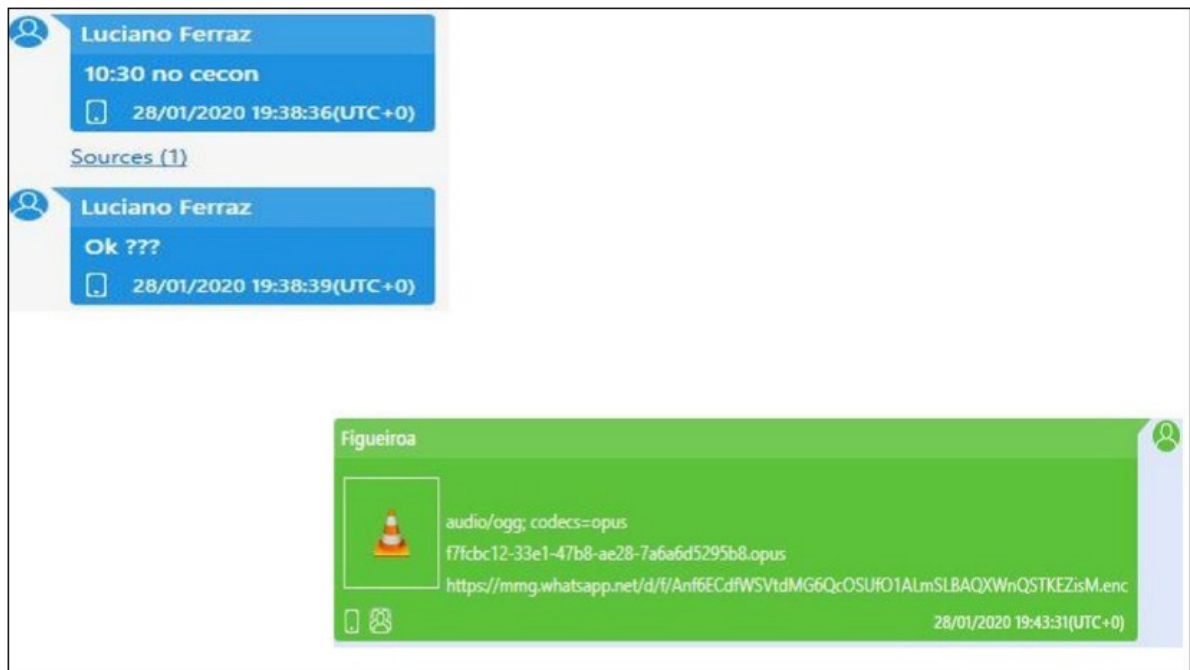 Luciano Ferraz
10:30 no cecon
28/01/2020 19:38:36(UTC+0)
Sources (1)
Luciano Ferraz
Ok ???
28/01/2020 19:38:39(UTC+0)
Figueiroa
audio/ogg; codecs=opus
f7fcbc12-33e1-47b8-ae28-7a6a6d5295b8.opus
https://mmg.whatsapp.net/d/f/Anff6ECdfWSVtdMG6QcOSUfO1ALmSLBAQXWnQSTKEZisM.enc
28/01/2020 19:43:31(UTC+0)